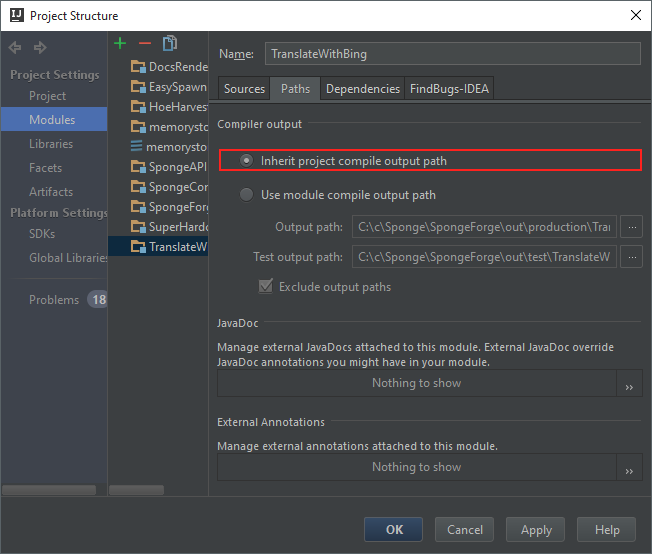 Project Structure
Project Settings
Project
Modules
Libraries
Facets
Artifacts
Platform Settings
SDKs
Global Libraries
Problems 18
DocsRende
EasySpawn
HoeHarves
memorysto
memorysto
SpongeAPI
SpongeCo
SpongeFor
SuperHard
TranslateW
Name: TranslateWithBing
Sources Paths Dependencies FindBugs-IDEA
Compiler output
Inherit project compile output path
Use module compile output path
Output path: C:\c\Sponge\SpongeForge\out\production\Tra ...
Test output path: C:\c\Sponge\SpongeForge\out\test\TranslateW ...
Exclude output paths
JavaDoc
Manage external JavaDocs attached to this module. External JavaDoc override
JavaDoc annotations you might have in your module.
Nothing to show »
External Annotations
Manage external annotations attached to this module.
Nothing to show »
OK Cancel Apply Help